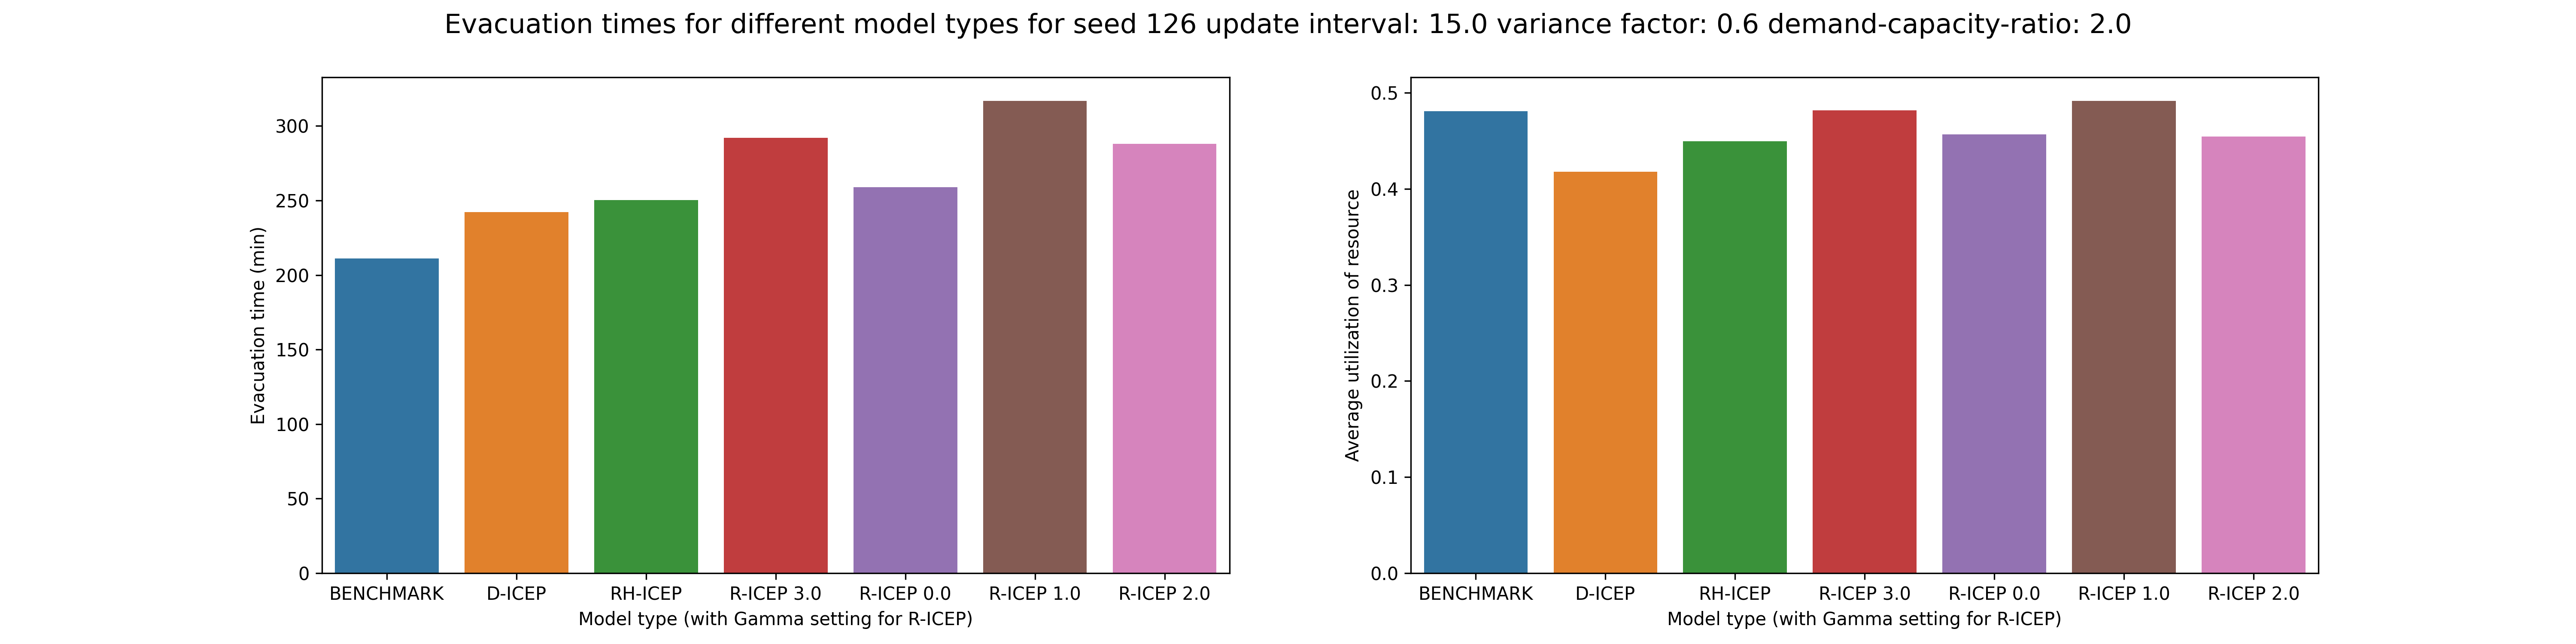 Evacuation times for different model types for seed 126 update interval: 15.0 variance factor: 0.6 demand-capacity-ratio: 2.0
Evacuation time (min)
300
250
200
150
100
50
0
BENCHMARK D-ICEP RH-ICEP R-ICEP 3.0 R-ICEP 0.0 R-ICEP 1.0 R-ICEP 2.0
Model type (with Gamma setting for R-ICEP)
Average utilization of resource
0.5
0.4
0.3
0.2
0.1
0.0
BENCHMARK D-ICEP RH-ICEP R-ICEP 3.0 R-ICEP 0.0 R-ICEP 1.0 R-ICEP 2.0
Model type (with Gamma setting for R-ICEP)